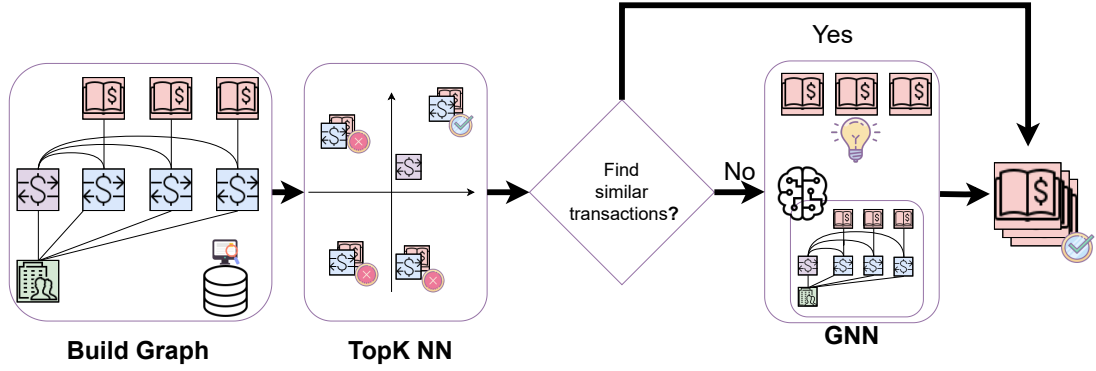 Yes
Find
similar
transactions?
No
Build Graph
TopK NN
GNN